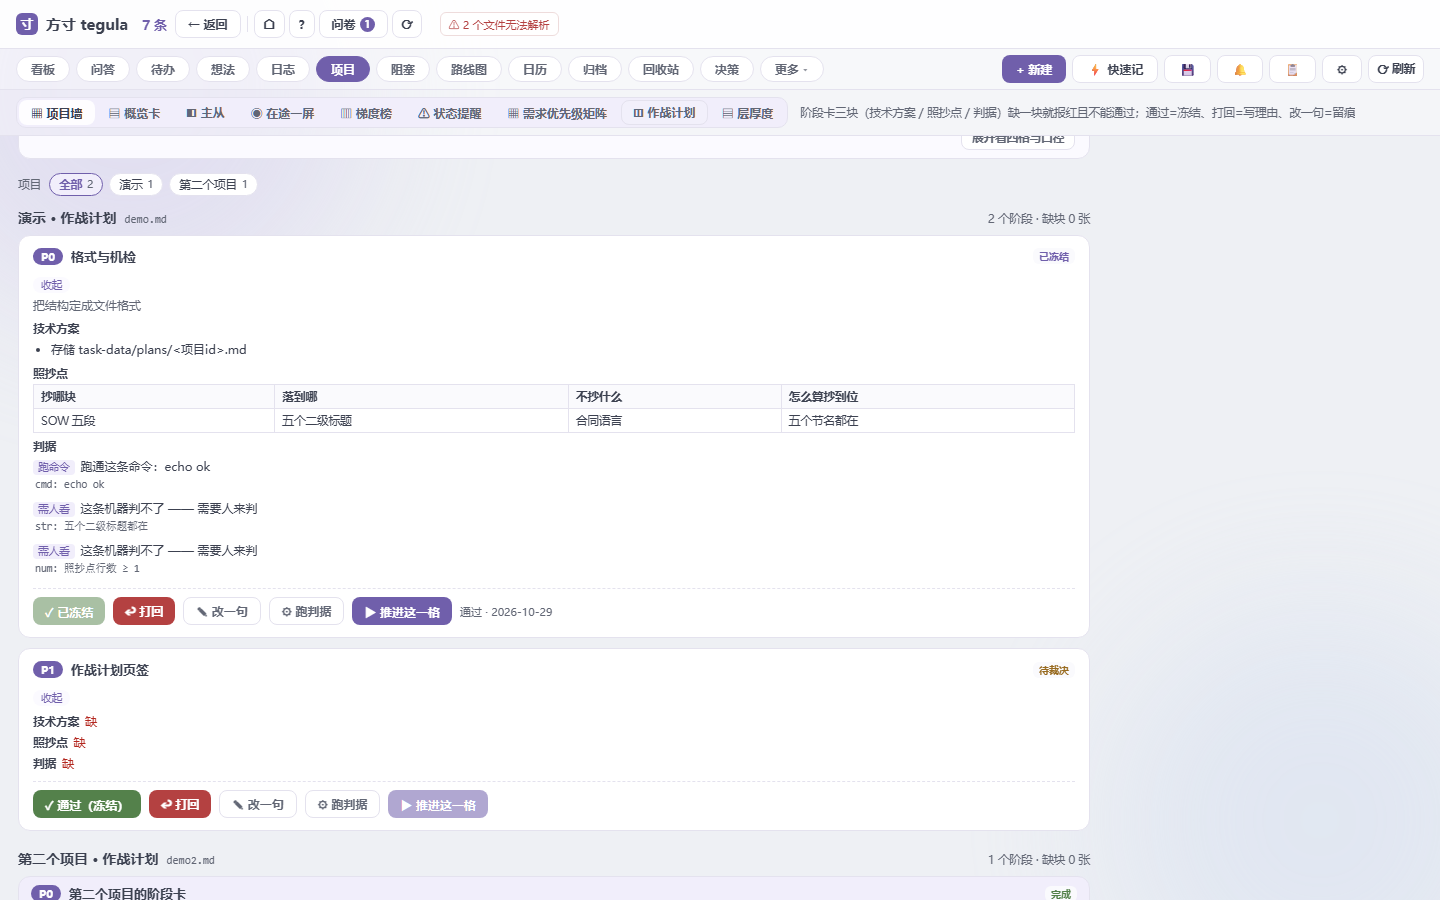 寸 方寸 tegula 7 条 ← 返回 ? 问卷 1 ⚠ 2 个文件无法解析
看板 问答 待办 想法 日志 项目 阻塞 路线图 日历 归档 回收站 决策 更多 + 新建 快速记 刷新
项目墙 概览卡 主从 在途一屏 梯度榜 状态提醒 需求优先级矩阵 作战计划 层厚度 阶段卡三块（技术方案 / 照抄点 / 判据）缺一块就报红且不能通过；通过=冻结、打回=写理由、改一句=留痕
展开看四格与口径
项目 全部 2 演示 1 第二个项目 1
演示 • 作战计划 demo.md 2 个阶段 · 缺块 0 张
P0 格式与机检 已冻结
收起
把结构定成文件格式
技术方案
• 存储 task-data/plans/<项目id>.md
照抄点
抄哪块 落到哪 不抄什么 怎么算抄到位
SOW 五段 五个二级标题 合同语言 五个节名都在
判据
跑命令 跑通这条命令：echo ok
cmd: echo ok
需人看 这条机器判不了 —— 需要人来判
str: 五个二级标题都在
需人看 这条机器判不了 —— 需要人来判
num: 照抄点行数 ≥ 1
✓ 已冻结 打回 改一句 跑判据 ▶ 推进这一格 通过 · 2026-10-29
P1 作战计划页签 待裁决
收起
技术方案 缺
照抄点 缺
判据 缺
✓ 通过（冻结） 打回 改一句 跑判据 ▶ 推进这一格
第二个项目 • 作战计划 demo2.md 1 个阶段 · 缺块 0 张
P0 第二个项目的阶段卡 完成